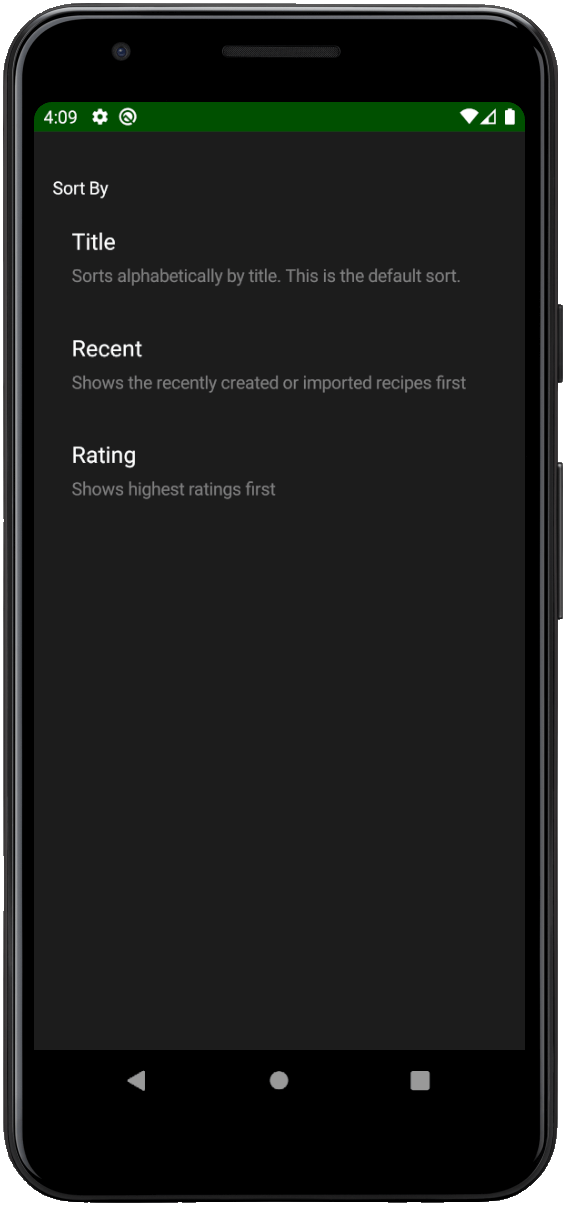 4:09
Sort By
Title
Sorts alphabetically by title. This is the default sort.
Recent
Shows the recently created or imported recipes first
Rating
Shows highest ratings first